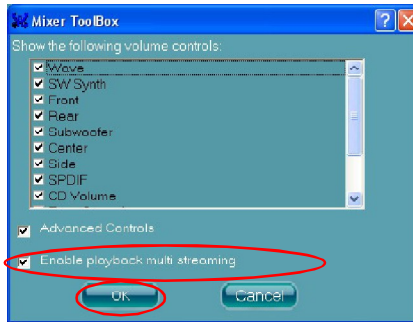 Mixer ToolBox
Show the following volume controls:
Wave
SW Synth
Front
Rear
Subwoofer
Center
Side
SPDIF
CD Volume
Advanced Controls
Enable playback multi streaming
OK
Cancel